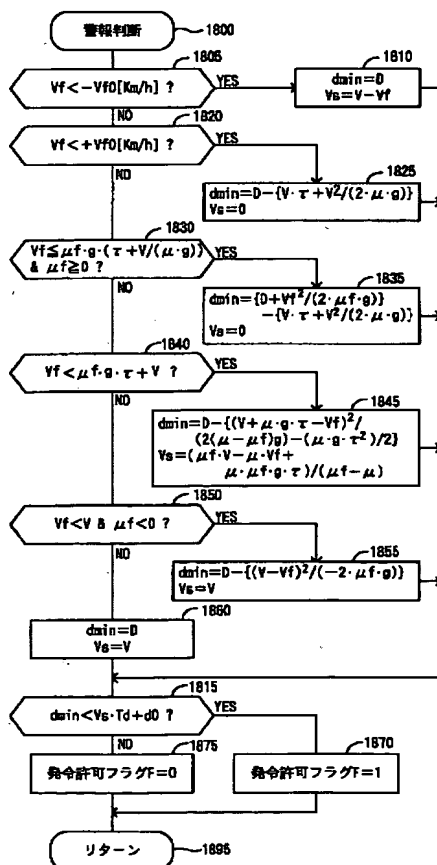 警報判断
1800
1805
Vf<-Vf0[Km/h] ?
YES
1810
dmin=D
Vs=V-Vf
NO
1820
Vf<+Vf0[Km/h] ?
YES
NO
1825
dmin=D-{V・τ+V²/(2・μ・g)}
Vs=0
1830
Vf≦μf・g・(τ+V/(μ・g)}
& μf≧0 ?
YES
NO
1835
dmin={D+Vf²/(2・μf・g)}
-{V・τ+V²/(2・μ・g)}
Vs=0
1840
Vf<μf・g・τ+V ?
YES
NO
1845
dmin=D-{(V+μ・g・τ-Vf)²/
(2(μ-μf)g)-(μ・g・τ²)/2}
Vs=(μf・V-μ・Vf+
μ・μf・g・τ)/(μf-μ)
1850
Vf<V & μf<0 ?
YES
NO
1855
dmin=D-{(V-Vf)²/(-2・μf・g)}
Vs=V
1860
dmin=D
Vs=V
1815
dmin<Vs・Td+d0 ?
YES
NO
1875
発令許可フラグF=0
1870
発令許可フラグF=1
リターン
1895